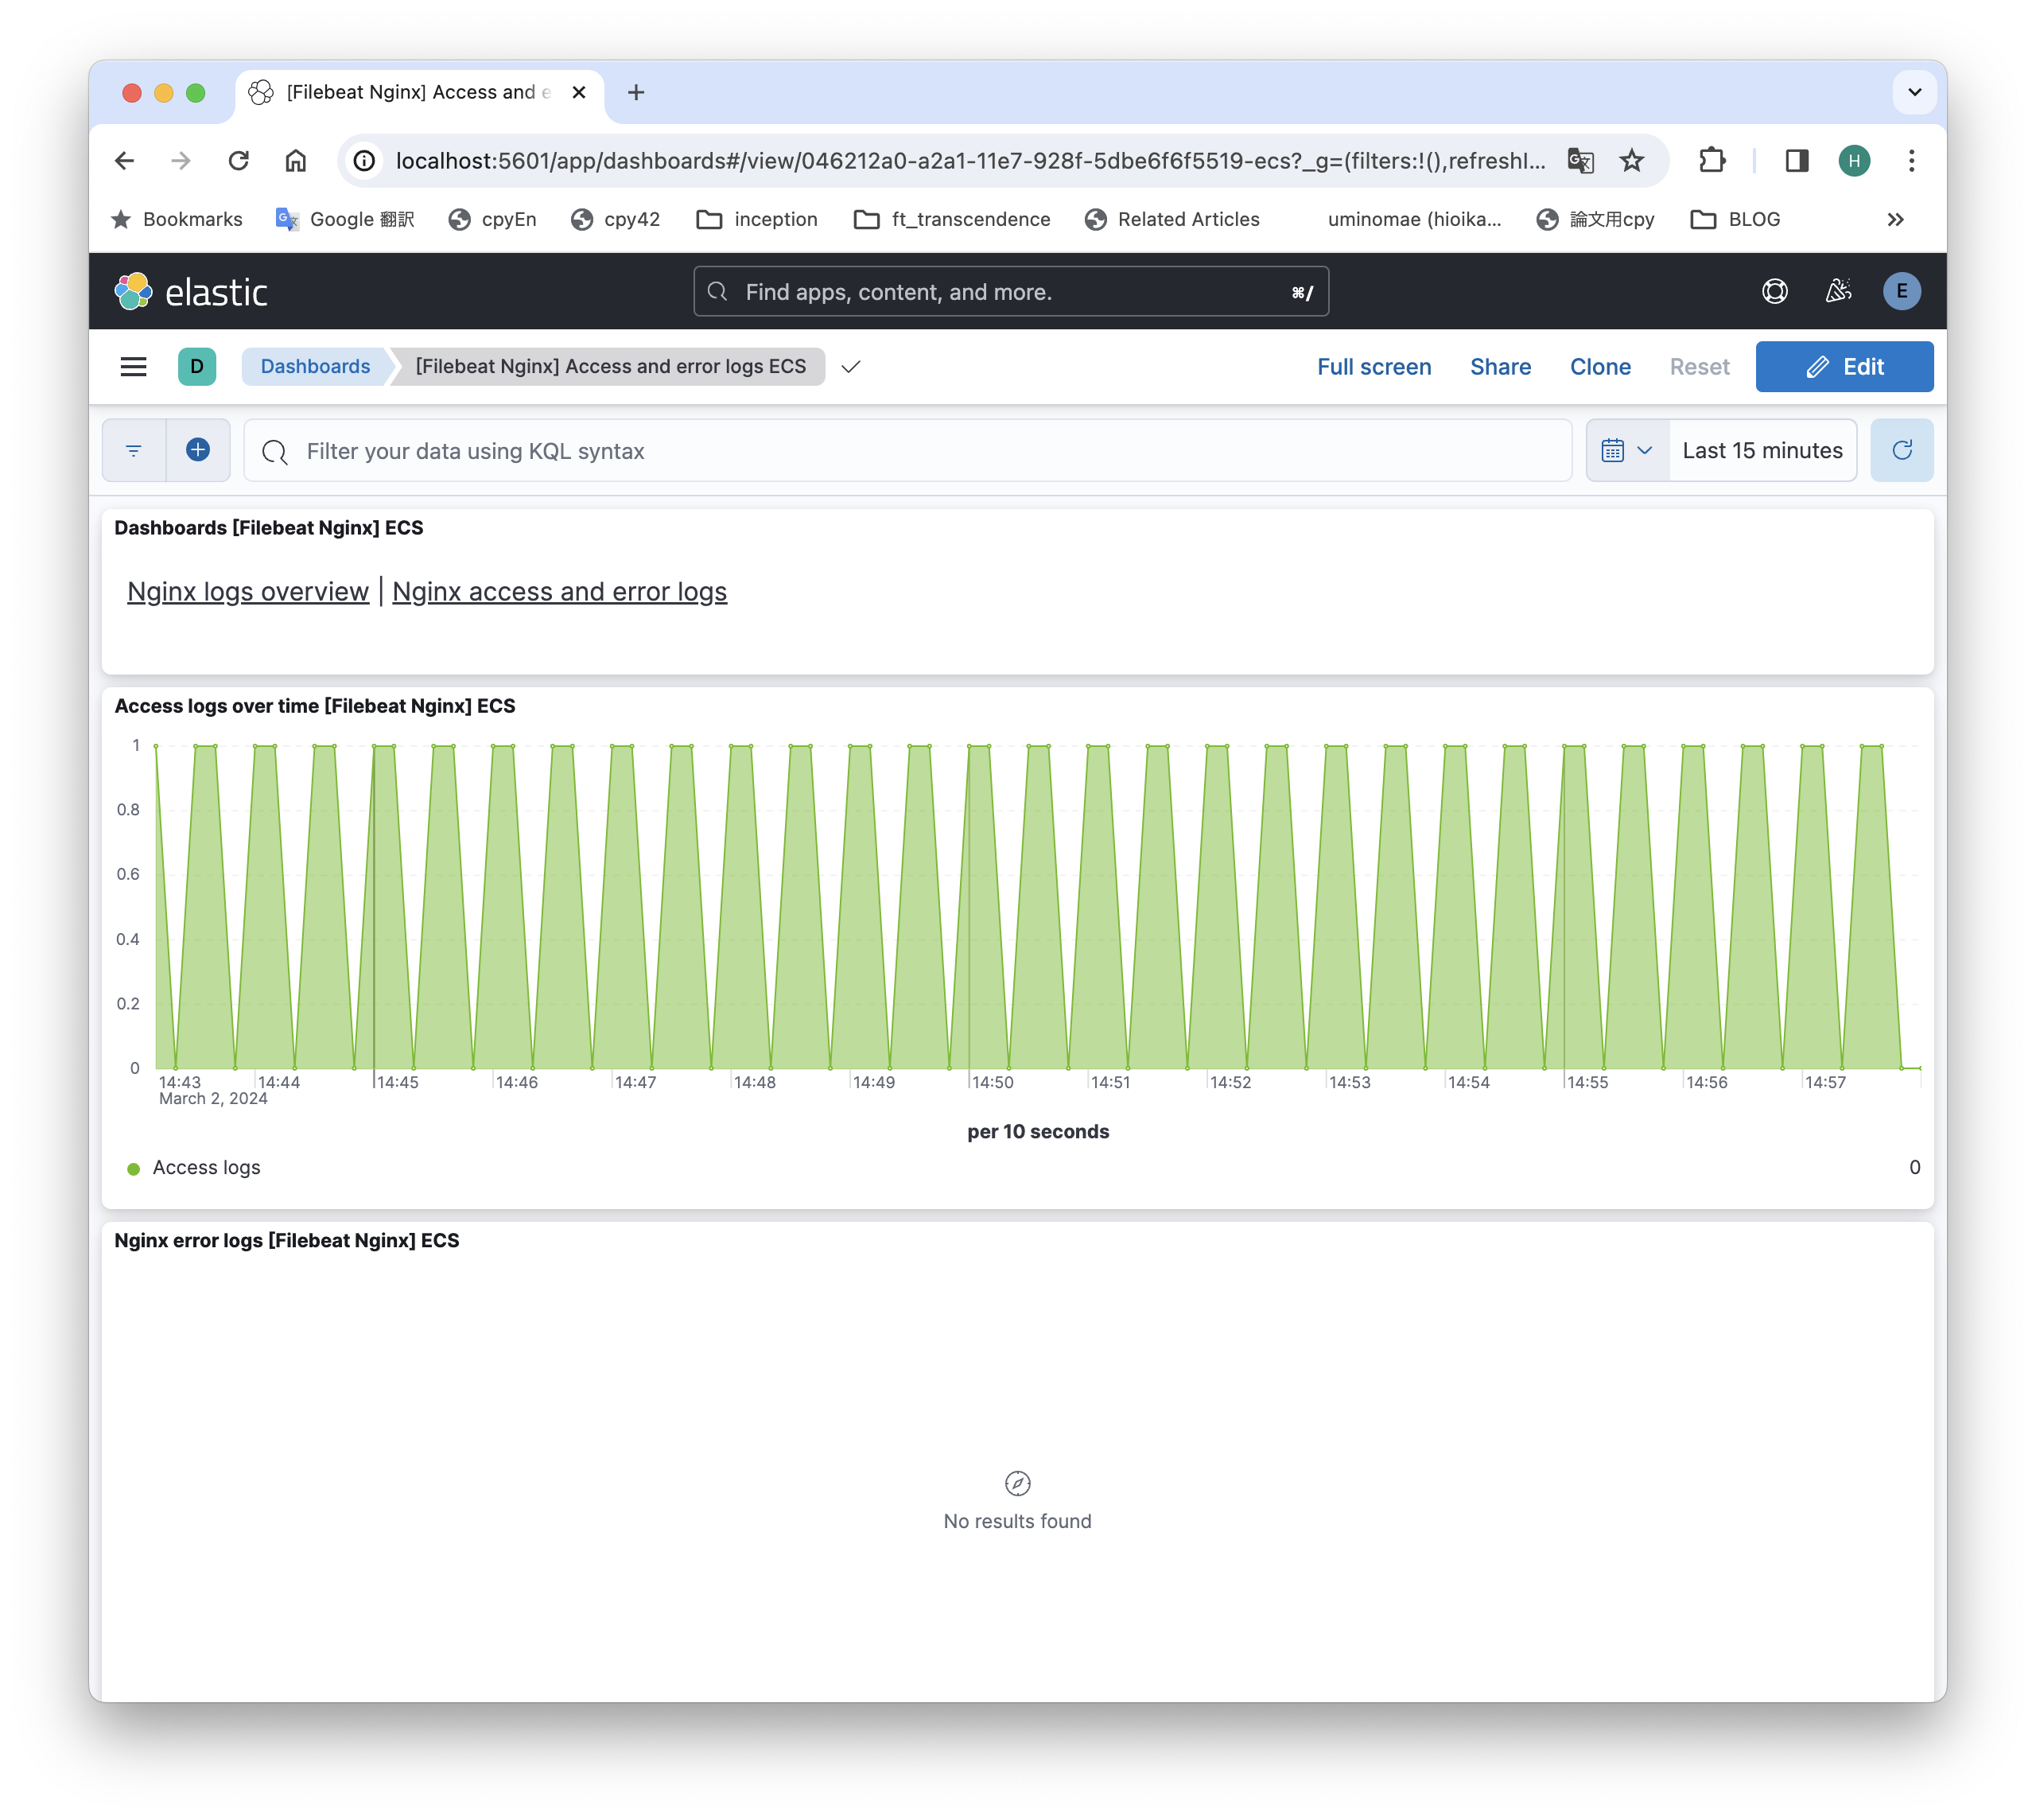 [Filebeat Nginx] Access and e
localhost:5601/app/dashboards#/view/046212a0-a2a1-11e7-928f-5dbe6f6f5519-ecs?_g=(filters:!(),refreshI...
H
Bookmarks Google 翻訳 cpyEn cpy42 inception ft_transcendence Related Articles uminomae (hioika... 論文用cpy BLOG
elastic Find apps, content, and more. ⌘/ E
D Dashboards [Filebeat Nginx] Access and error logs ECS Full screen Share Clone Reset Edit
Filter your data using KQL syntax Last 15 minutes
Dashboards [Filebeat Nginx] ECS
Nginx logs overview | Nginx access and error logs
Access logs over time [Filebeat Nginx] ECS
1
0.8
0.6
0.4
0.2
0
14:43 14:44 14:45 14:46 14:47 14:48 14:49 14:50 14:51 14:52 14:53 14:54 14:55 14:56 14:57
March 2, 2024
per 10 seconds
Access logs 0
Nginx error logs [Filebeat Nginx] ECS
No results found